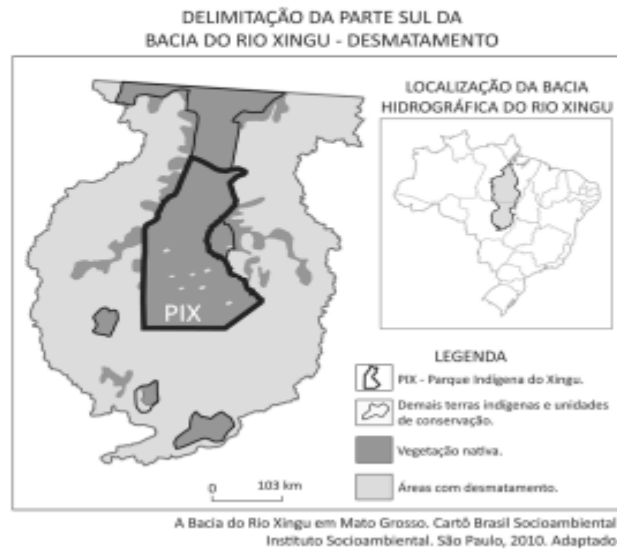 DELIMITAÇÃO DA PARTE SUL DA
BACIA DO RIO XINGU - DESMATAMENTO
LOCALIZAÇÃO DA BACIA
HIDROGRÁFICA DO RIO XINGU
PIX
LEGENDA
PIX - Parque Indígena do Xingu.
Demais terras indígenas e unidades
de conservação.
Vegetação nativa.
Áreas com desmatamento.
0 103 km
A Bacia do Rio Xingu em Mato Grosso. Cartô Brasil Socioambiental
Instituto Socioambiental. São Paulo, 2010. Adaptado